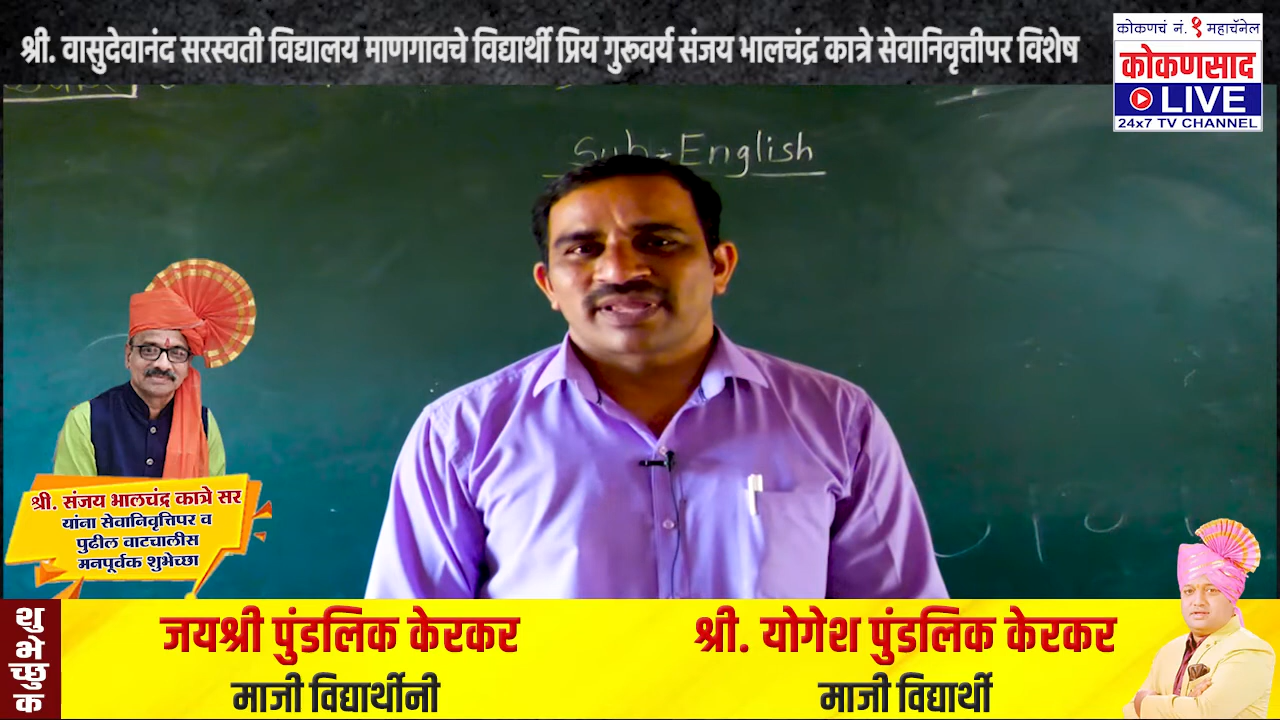 श्री. वासुदेवानंद सरस्वती विद्यालय माणगावचे विद्यार्थी प्रिय गुरूवर्य संजय भालचंद्र कात्रे सेवानिवृत्तीपर विशेष
कोकणचं नं. १ महाचॅनेल
कोकणसाद
LIVE
24x7 TV CHANNEL
Sub - English
श्री. संजय भालचंद्र कात्रे सर
यांना सेवानिवृत्तिपर व
पुढील वाटचालीस
मनपूर्वक शुभेच्छा
शुभेच्छुक
जयश्री पुंडलिक केरकर
माजी विद्यार्थीनी
श्री. योगेश पुंडलिक केरकर
माजी विद्यार्थी